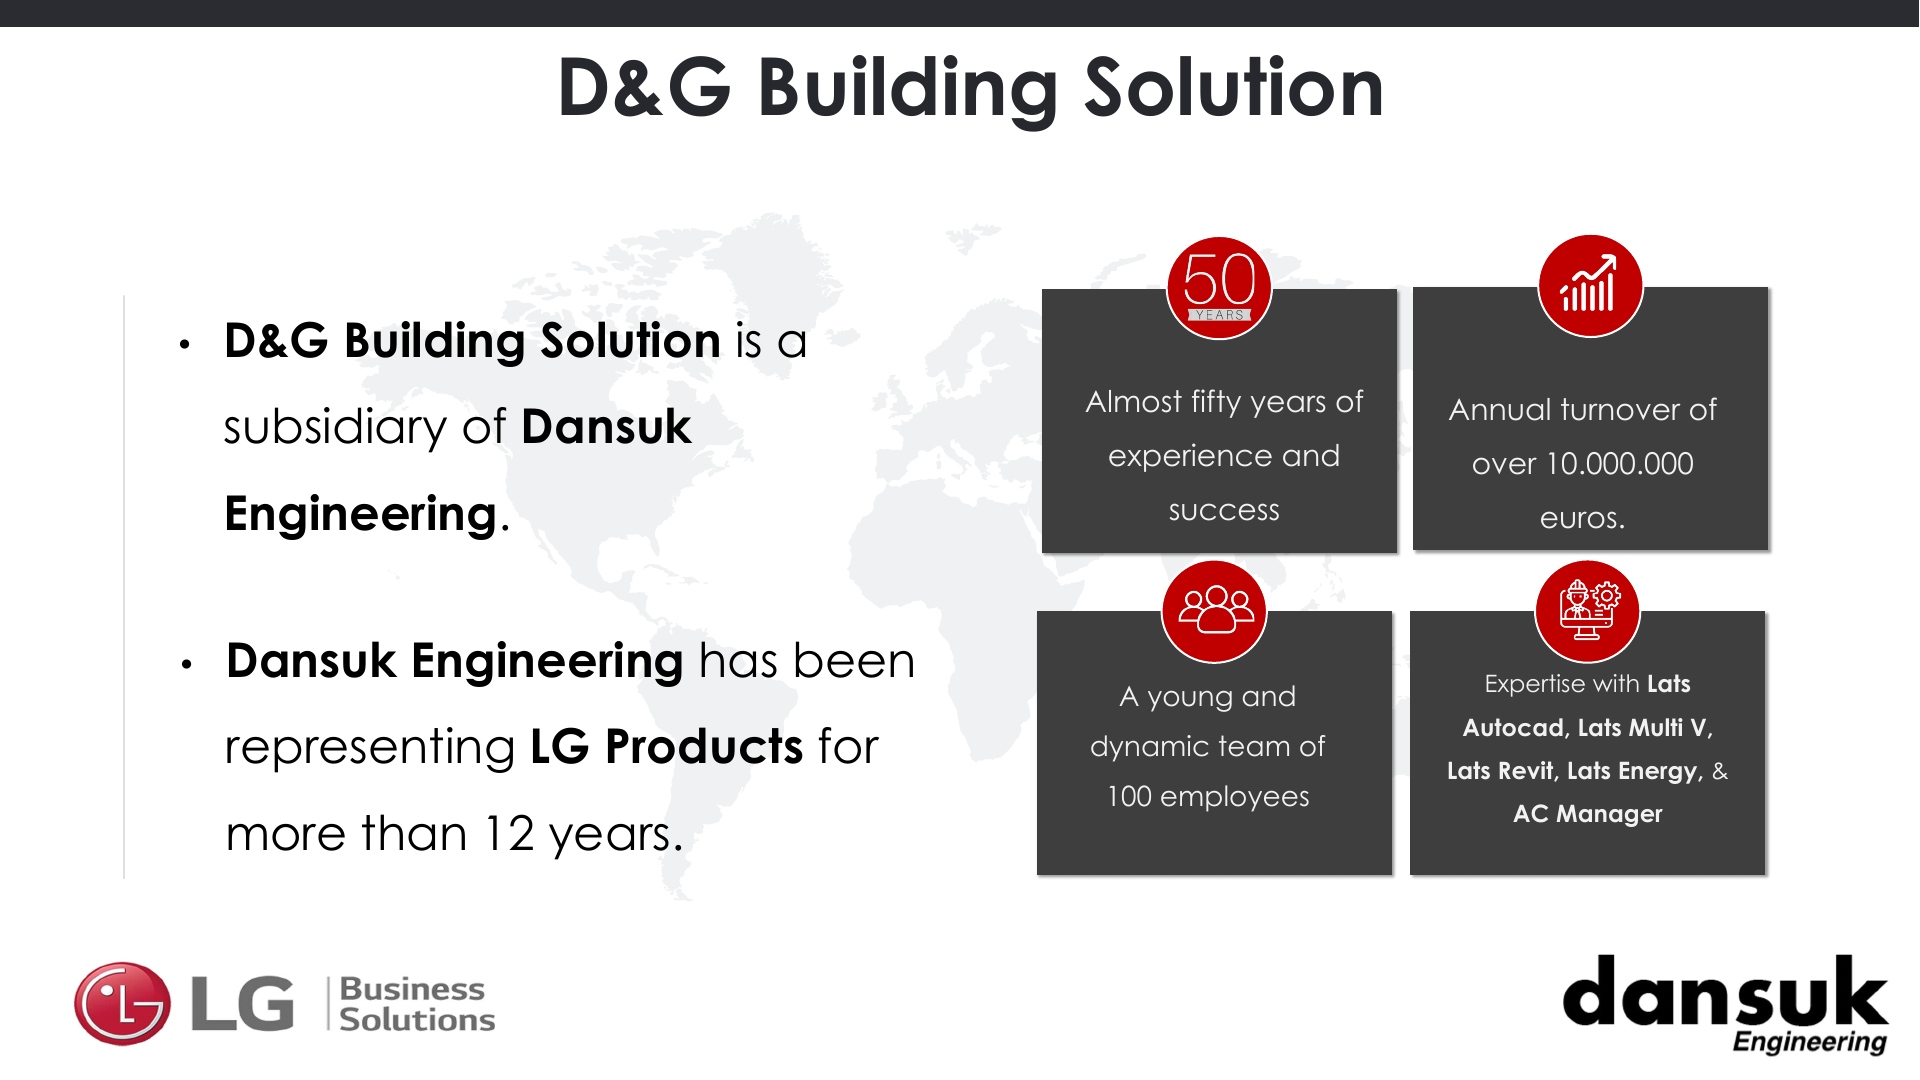 D&G Building Solution
• D&G Building Solution is a
subsidiary of Dansuk
Engineering.
• Dansuk Engineering has been
representing LG Products for
more than 12 years.
50
YEARS
Almost fifty years of
experience and
success
Annual turnover of
over 10.000.000
euros.
A young and
dynamic team of
100 employees
Expertise with Lats
Autocad, Lats Multi V,
Lats Revit, Lats Energy, &
AC Manager
LG Business
Solutions
dansuk
Engineering